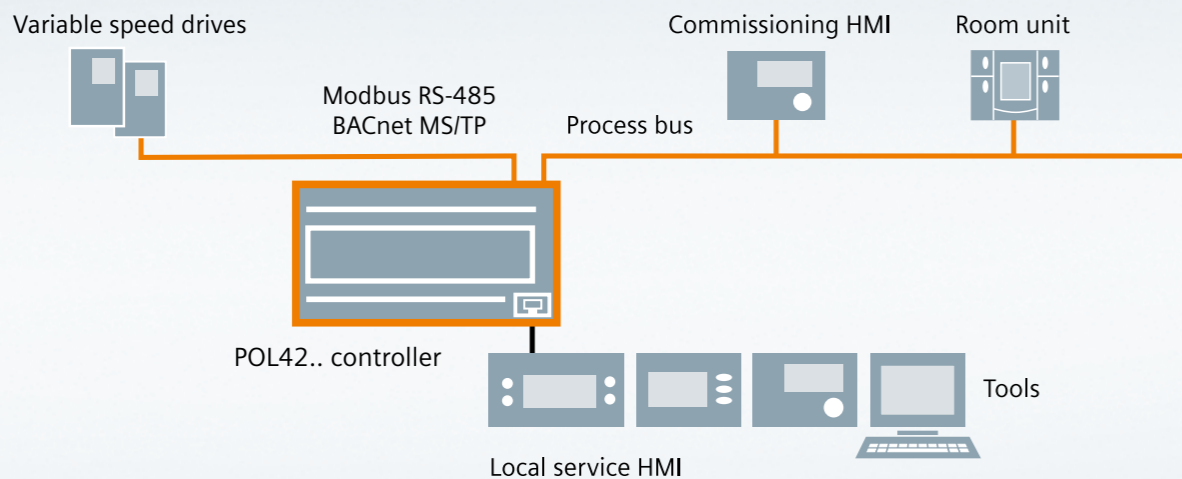 Variable speed drives
Commissioning HMI
Room unit
Modbus RS-485
BACnet MS/TP
Process bus
POL42.. controller
Tools
Local service HMI